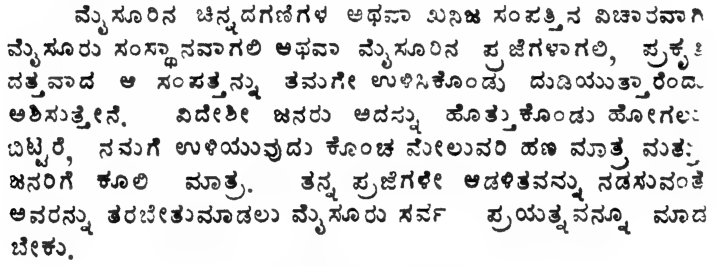 ಮೈಸೂರಿನ ಚಿನ್ನದಗಣಿಗಳ ಅಥವಾ ಖನಿಜ ಸಂಪತ್ತಿನ ವಿಚಾರವಾಗಿ
ಮೈಸೂರು ಸಂಸ್ಥಾನವಾಗಲಿ ಅಥವಾ ಮೈಸೂರಿನ ಪ್ರಜೆಗಳಾಗಲಿ, ಪ್ರಕೃತಿ
ದತ್ತವಾದ ಆ ಸಂಪತ್ತನ್ನು ತಮಗೇ ಉಳಿಸಿಕೊಂಡು ದುಡಿಯುತ್ತಾರೆಂದು
ಆಶಿಸುತ್ತೇನೆ. ವಿದೇಶೀ ಜನರು ಅದನ್ನು ಹೊತ್ತುಕೊಂಡು ಹೋಗಲು
ಬಿಟ್ಟರೆ, ನಮಗೆ ಉಳಿಯುವುದು ಕೊಂಚ ಮೇಲುವರಿ ಹಣ ಮಾತ್ರ ಮತ್ತು
ಜನರಿಗೆ ಕೂಲಿ ಮಾತ್ರ. ತನ್ನ ಪ್ರಜೆಗಳೇ ಆಡಳಿತವನ್ನು ನಡಸುವಂತೆ
ಅವರನ್ನು ತರಬೇತುಮಾಡಲು ಮೈಸೂರು ಸರ್ವ ಪ್ರಯತ್ನವನ್ನೂ ಮಾಡ
ಬೇಕು.